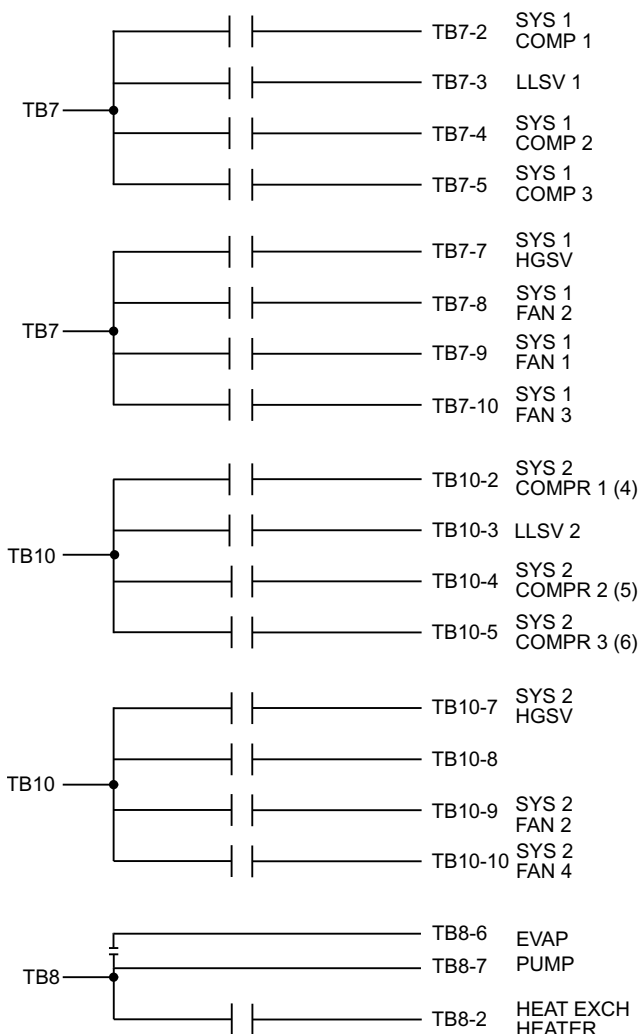 TB7-2 SYS 1
COMP 1
TB7-3 LLSV 1
TB7
TB7-4 SYS 1
COMP 2
TB7-5 SYS 1
COMP 3
TB7-7 SYS 1
HGSV
TB7-8 SYS 1
FAN 2
TB7
TB7-9 SYS 1
FAN 1
TB7-10 SYS 1
FAN 3
TB10-2 SYS 2
COMPR 1 (4)
TB10-3 LLSV 2
TB10
TB10-4 SYS 2
COMPR 2 (5)
TB10-5 SYS 2
COMPR 3 (6)
TB10-7 SYS 2
HGSV
TB10-8
TB10
TB10-9 SYS 2
FAN 2
TB10-10 SYS 2
FAN 4
TB8-6 EVAP
TB8-7 PUMP
TB8
TB8-2 HEAT EXCH
HEATER